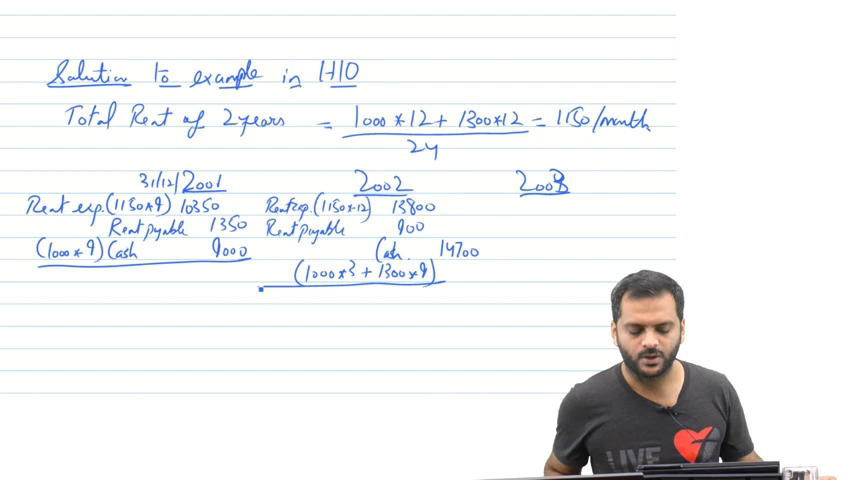 Solution to example in H10
Total Rent of 2 years = 1000*12 + 1300*12 = 1150/month
24
31/12/2001
Rent exp. (1150*9) 10350
Rent payable 1350
(1000*9) Cash 9000
2002
Rent exp. (1150*12) 13800
Rent payable 900
Cash 14700
(1000*3 + 1300*9)
2003
LIVE